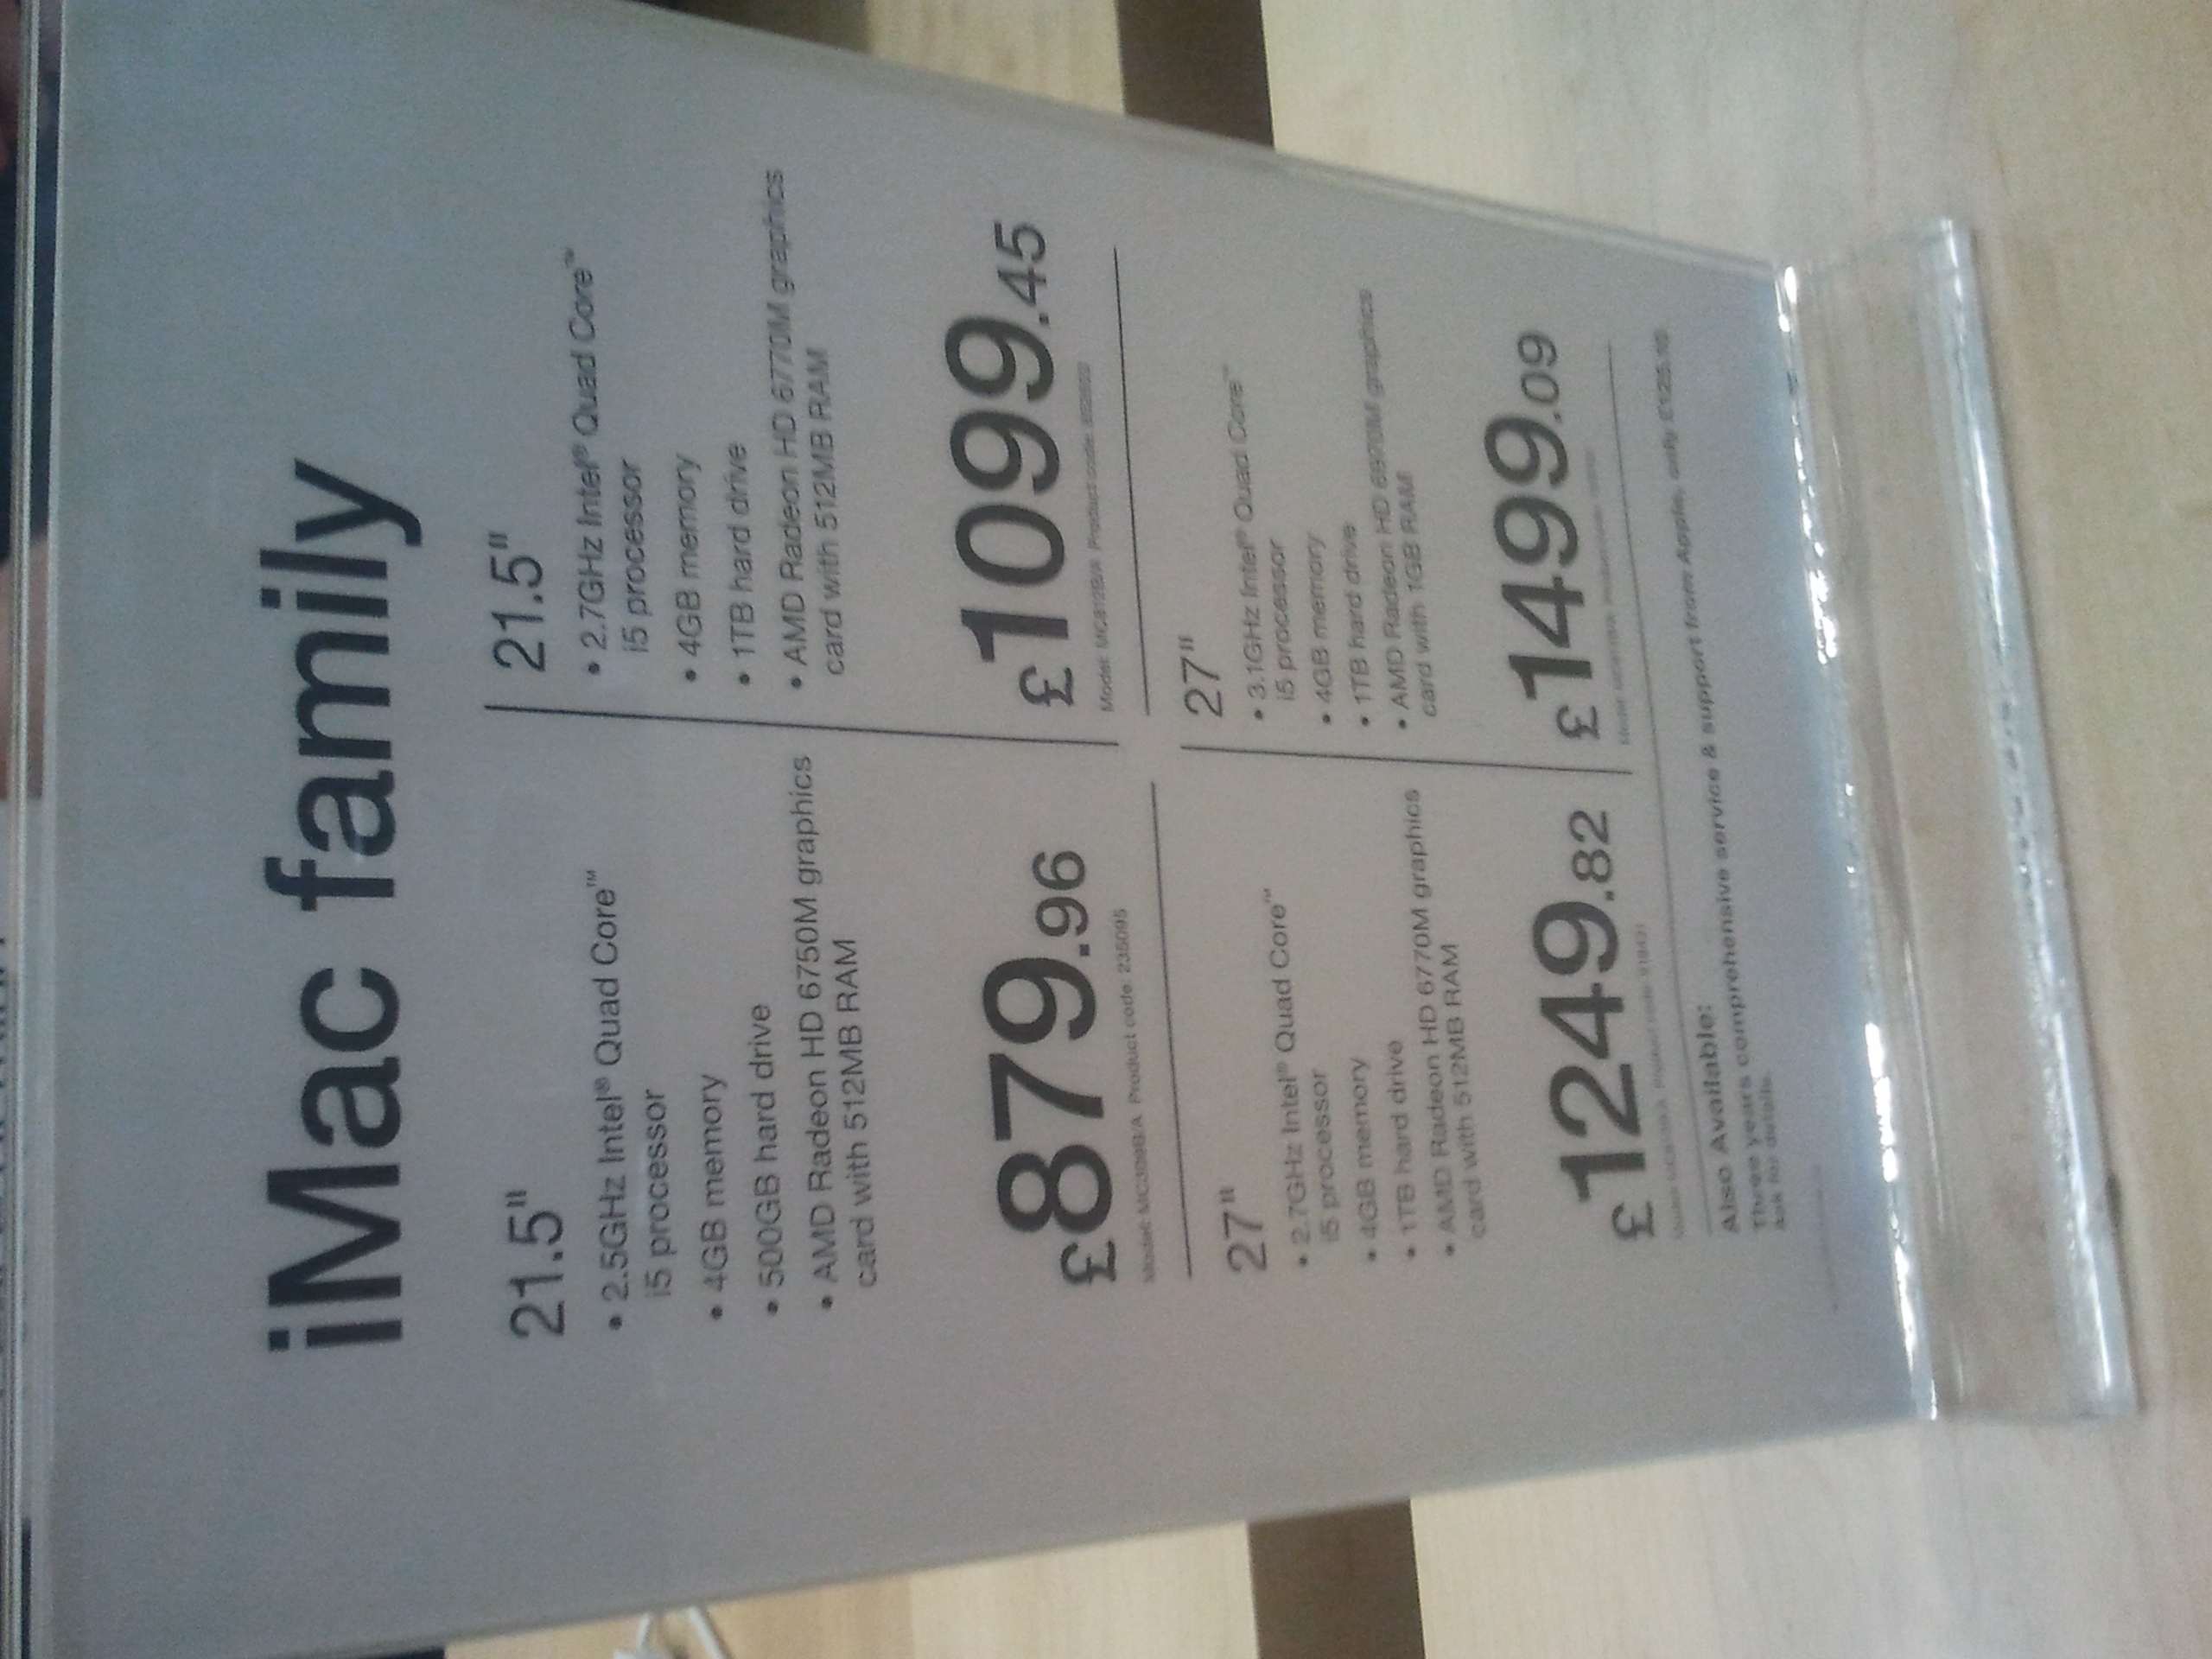 iMac family
21.5"
• 2.5GHz Intel® Quad Core™
i5 processor
• 4GB memory
• 500GB hard drive
• AMD Radeon HD 6750M graphics
card with 512MB RAM
£879.96
Model: Product code: 235095
21.5"
• 2.7GHz Intel® Quad Core™
i5 processor
• 4GB memory
• 1TB hard drive
• AMD Radeon HD 6770M graphics
card with 512MB RAM
£1099.45
Model: Product code:
27"
• 2.7GHz Intel® Quad Core™
i5 processor
• 4GB memory
• 1TB hard drive
• AMD Radeon HD 6770M graphics
card with 512MB RAM
£1249.82
27"
• 3.1GHz Intel® Quad Core™
i5 processor
• 4GB memory
• 1TB hard drive
• AMD Radeon HD 6970M graphics
card with 1GB RAM
£1499.09
Also Available:
Three years comprehensive service & support from Apple, only
Ask for details.